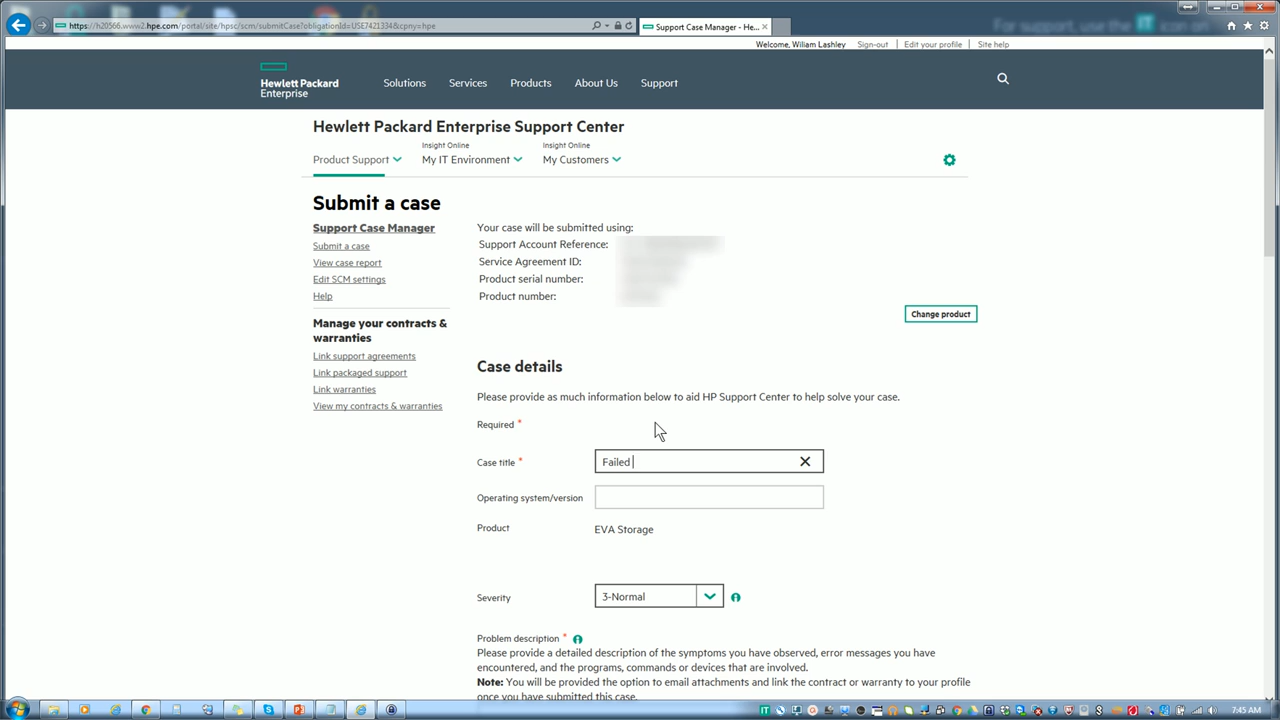 For support, use the IT icon on
https://h20566.www2.hpe.com/portal/site/hpsc/scm/submitCase?obligationId=USE7421334&cpny=hpe
Support Case Manager - He...
Welcome, Wiliam Lashley Sign-out | Edit your profile | Site help
Hewlett Packard
Enterprise
Solutions Services Products About Us Support
Hewlett Packard Enterprise Support Center
Product Support
Insight Online
My IT Environment
Insight Online
My Customers
Submit a case
Support Case Manager
Submit a case
View case report
Edit SCM settings
Help
Manage your contracts &
warranties
Link support agreements
Link packaged support
Link warranties
View my contracts & warranties
Your case will be submitted using:
Support Account Reference:
Service Agreement ID:
Product serial number:
Product number:
Change product
Case details
Please provide as much information below to aid HP Support Center to help solve your case.
Required *
Case title * Failed
Operating system/version
Product EVA Storage
Severity 3-Normal
Problem description *
Please provide a detailed description of the symptoms you have observed, error messages you have
encountered, and the programs, commands or devices that are involved.
Note: You will be provided the option to email attachments and link the contract or warranty to your profile
once you have submitted this case.
IT
7:45 AM